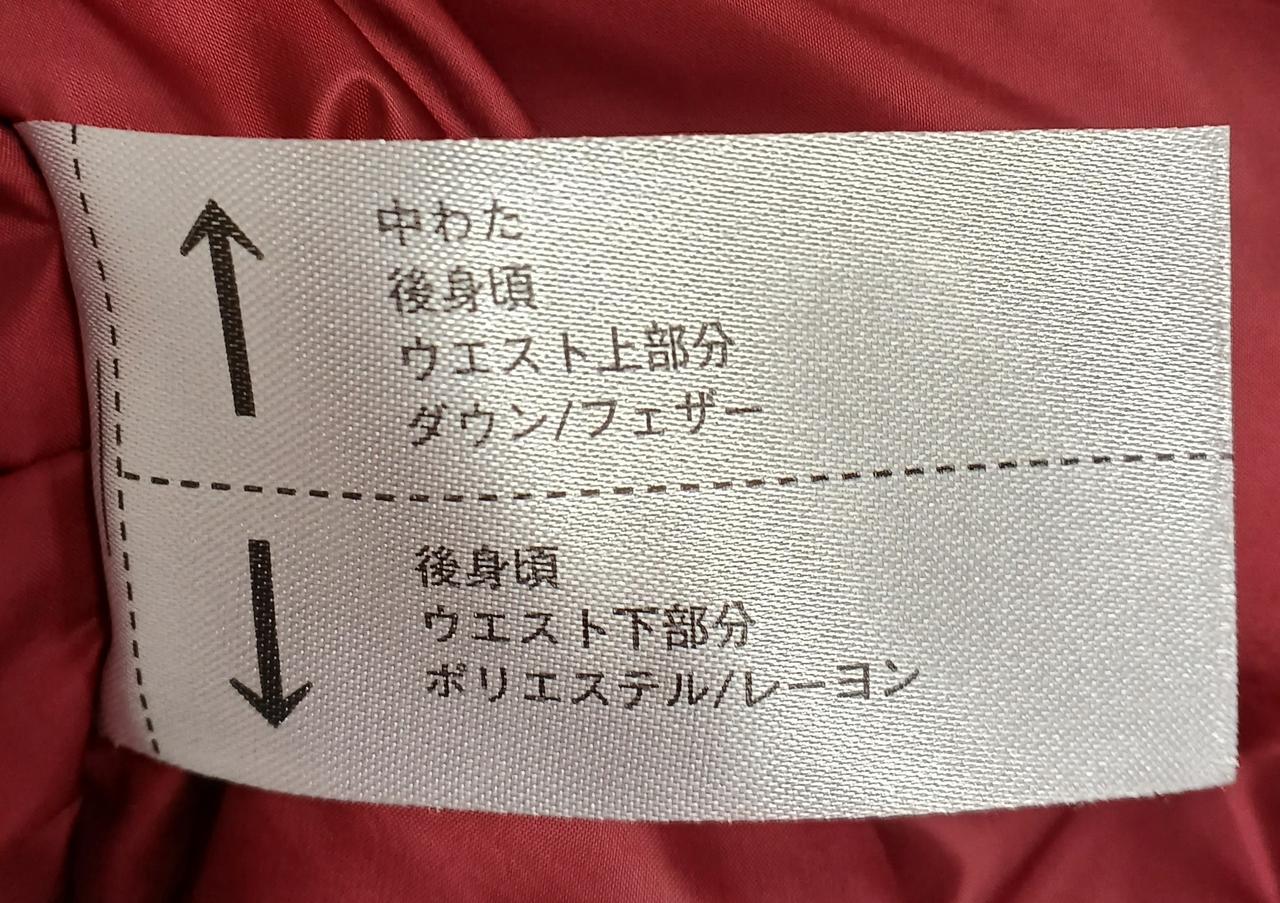 中わた
後身頃
ウエスト上部分
ダウン/フェザー
後身頃
ウエスト下部分
ポリエステル/レーヨン